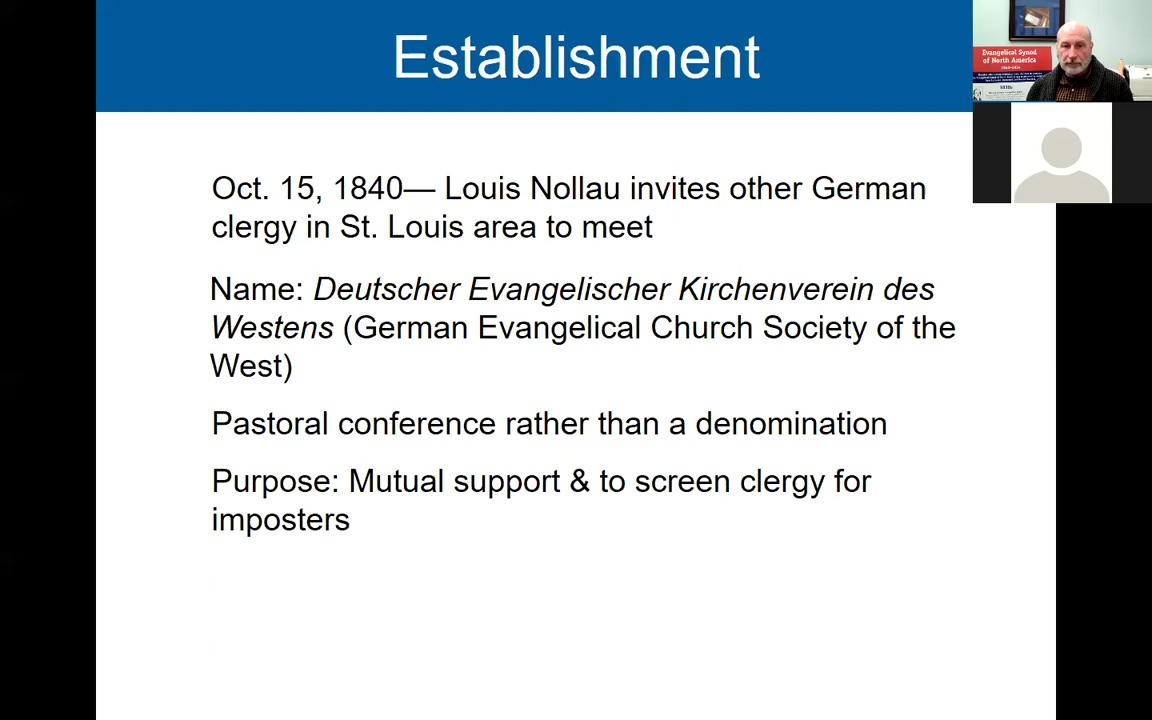 Establishment
Evangelical Synod
of North America
Oct. 15, 1840— Louis Nollau invites other German
clergy in St. Louis area to meet
Name: Deutscher Evangelischer Kirchenverein des
Westens (German Evangelical Church Society of the
West)
Pastoral conference rather than a denomination
Purpose: Mutual support & to screen clergy for
imposters